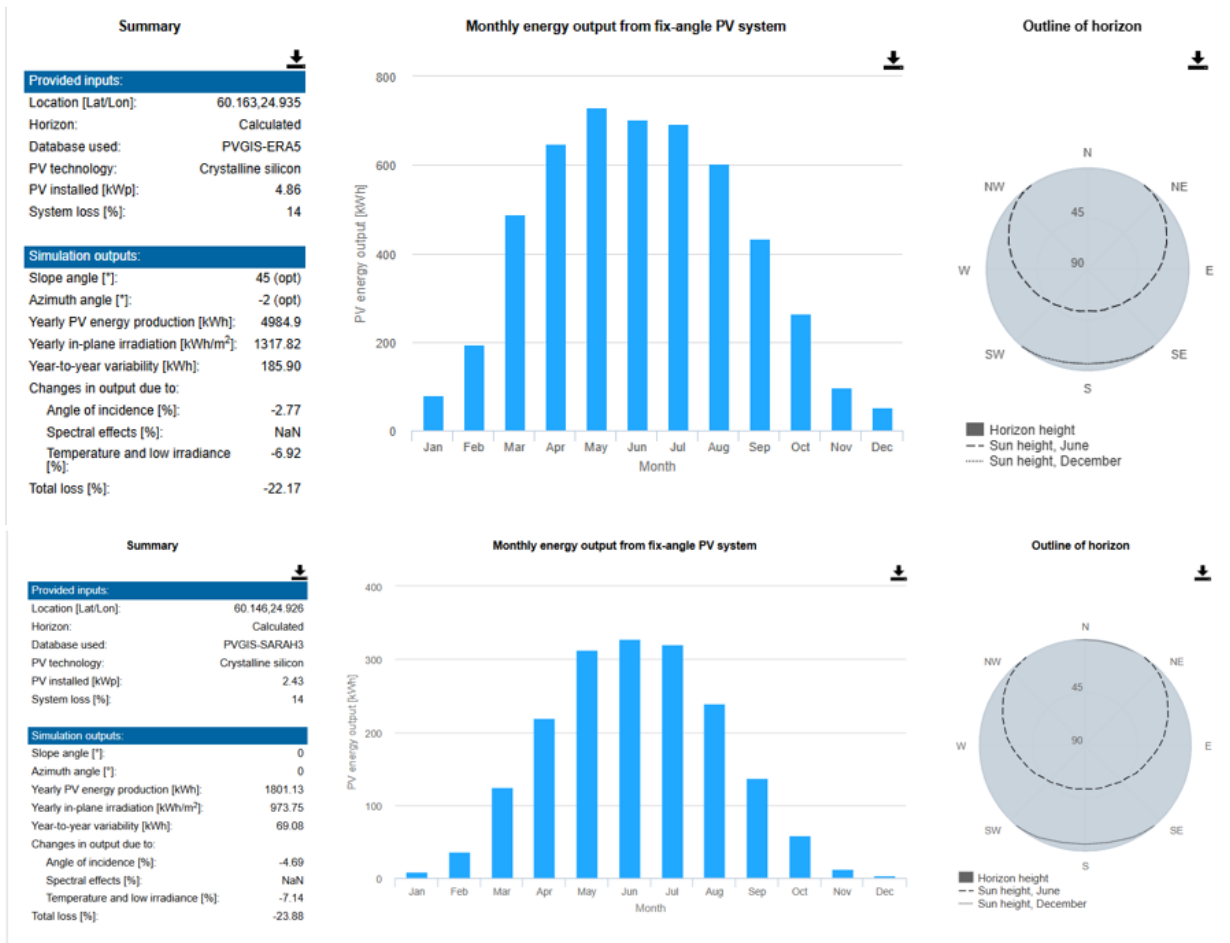 Summary
Provided inputs:
Location [Lat/Lon]: 60.163,24.935
Horizon: Calculated
Database used: PVGIS-ERA5
PV technology: Crystalline silicon
PV installed [kWp]: 4.86
System loss [%]: 14
Simulation outputs:
Slope angle [°]: 45 (opt)
Azimuth angle [°]: -2 (opt)
Yearly PV energy production [kWh]: 4984.9
Yearly in-plane irradiation [kWh/m²]: 1317.82
Year-to-year variability [kWh]: 185.90
Changes in output due to:
Angle of incidence [%]: -2.77
Spectral effects [%]: NaN
Temperature and low irradiance -6.92
[%]:
Total loss [%]: -22.17
Monthly energy output from fix-angle PV system
PV energy output [kWh]
800
600
400
200
0
Jan Feb Mar Apr May Jun Jul Aug Sep Oct Nov Dec
Month
Outline of horizon
N
NW NE
45
90
W E
SW SE
S
Horizon height
Sun height, June
Sun height, December
Summary
Provided inputs:
Location [Lat/Lon]: 60.146,24.926
Horizon: Calculated
Database used: PVGIS-SARAH3
PV technology: Crystalline silicon
PV installed [kWp]: 2.43
System loss [%]: 14
Simulation outputs:
Slope angle [°]: 0
Azimuth angle [°]: 0
Yearly PV energy production [kWh]: 1801.13
Yearly in-plane irradiation [kWh/m²]: 973.75
Year-to-year variability [kWh]: 69.08
Changes in output due to:
Angle of incidence [%]: -4.69
Spectral effects [%]: NaN
Temperature and low irradiance [%]: -7.14
Total loss [%]: -23.88
Monthly energy output from fix-angle PV system
PV energy output [kWh]
400
300
200
100
0
Jan Feb Mar Apr May Jun Jul Aug Sep Oct Nov Dec
Month
Outline of horizon
N
NW NE
45
90
W E
SW SE
S
Horizon height
Sun height, June
Sun height, December